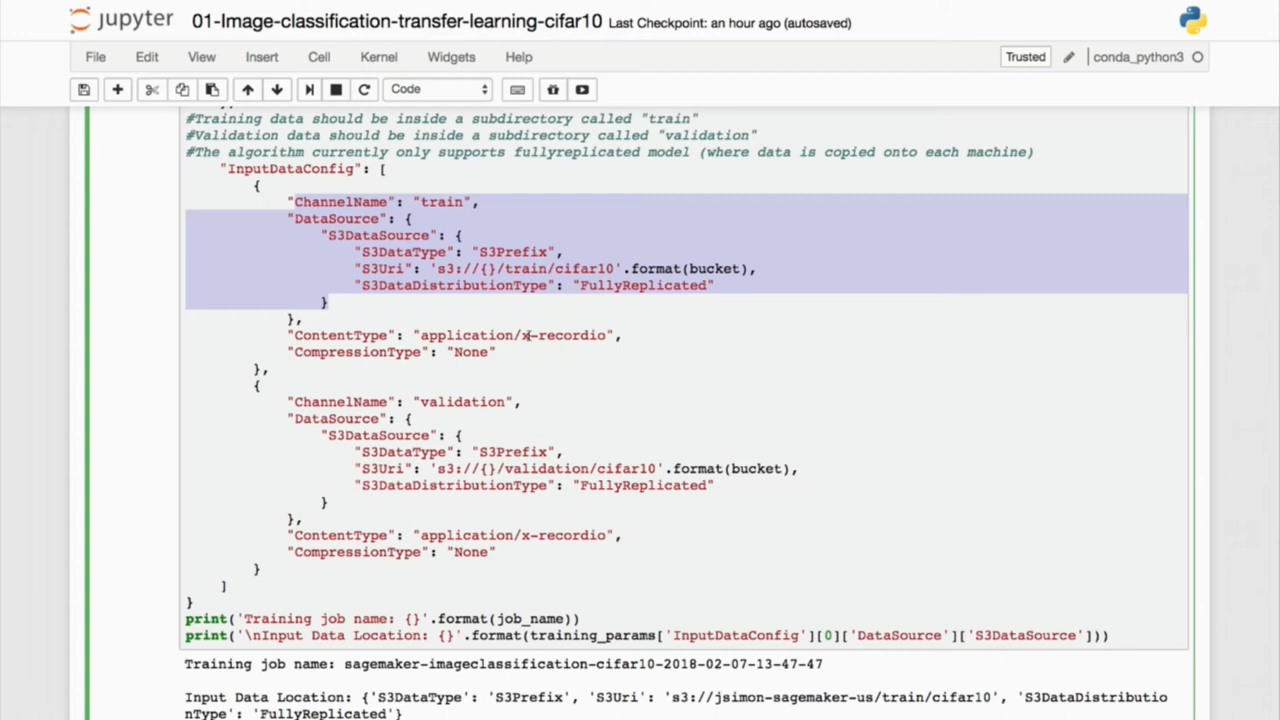 jupyter 01-Image-classification-transfer-learning-cifar10 Last Checkpoint: an hour ago (autosaved)
File Edit View Insert Cell Kernel Widgets Help Trusted conda_python3
Code
#Training data should be inside a subdirectory called "train"
#Validation data should be inside a subdirectory called "validation"
#The algorithm currently only supports fullyreplicated model (where data is copied onto each machine)
"InputDataConfig": [
{
"ChannelName": "train",
"DataSource": {
"S3DataSource": {
"S3DataType": "S3Prefix",
"S3Uri": 's3://{}/train/cifar10'.format(bucket),
"S3DataDistributionType": "FullyReplicated"
}
},
"ContentType": "application/x-recordio",
"CompressionType": "None"
},
{
"ChannelName": "validation",
"DataSource": {
"S3DataSource": {
"S3DataType": "S3Prefix",
"S3Uri": 's3://{}/validation/cifar10'.format(bucket),
"S3DataDistributionType": "FullyReplicated"
}
},
"ContentType": "application/x-recordio",
"CompressionType": "None"
}
]
}
print('Training job name: {}'.format(job_name))
print('\nInput Data Location: {}'.format(training_params['InputDataConfig'][0]['DataSource']['S3DataSource']))
Training job name: sagemaker-imageclassification-cifar10-2018-02-07-13-47-47
Input Data Location: {'S3DataType': 'S3Prefix', 'S3Uri': 's3://jsimon-sagemaker-us/train/cifar10', 'S3DataDistributio
nType': 'FullyReplicated'}